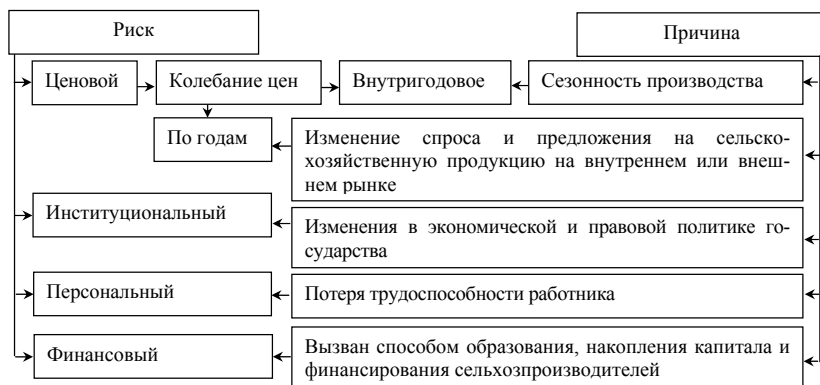 Риск
Причина
Ценовой
Колебание цен
Внутригодовое
Сезонность производства
По годам
Изменение спроса и предложения на сельско-
хозяйственную продукцию на внутреннем или внеш-
нем рынке
Институциональный
Изменения в экономической и правовой политике го-
сударства
Персональный
Потеря трудоспособности работника
Финансовый
Вызван способом образования, накопления капитала и
финансирования сельхозпроизводителей